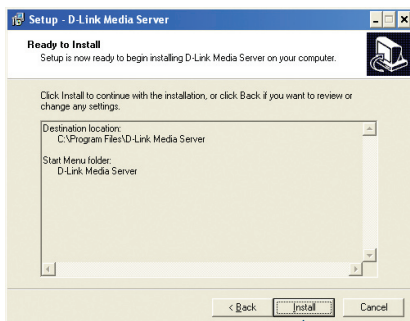 Setup - D-Link Media Server
Ready to Install
Setup is now ready to begin installing D-Link Media Server on your computer.
Click Install to continue with the installation, or click Back if you want to review or
change any settings.
Destination location:
C:\Program Files\D-Link Media Server
Start Menu folder:
D-Link Media Server
< Back
Install
Cancel